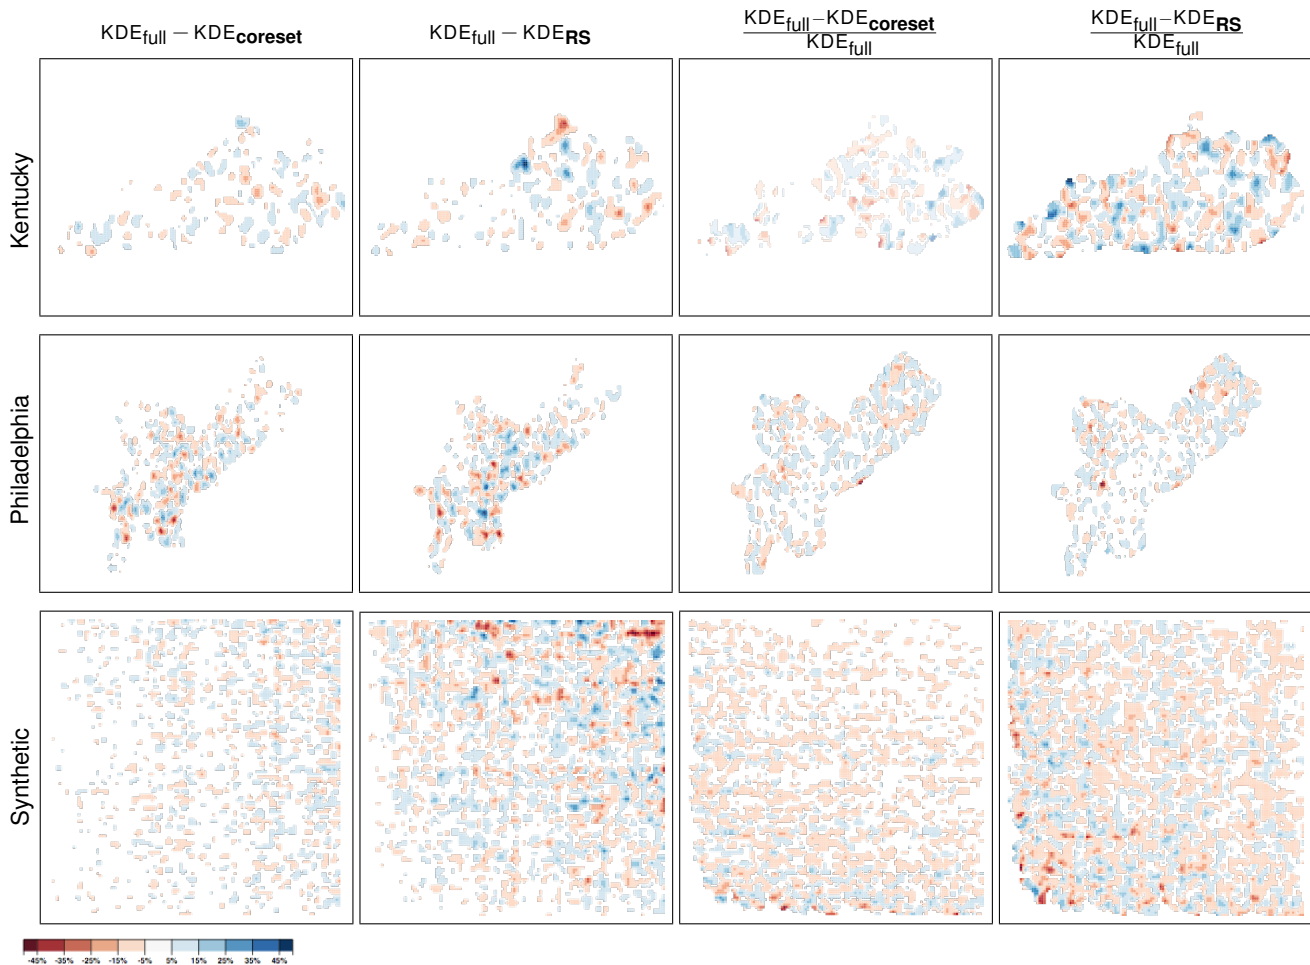 KDEfull − KDEcoreset
KDEfull − KDERS
KDEfull−KDEcoreset
KDEfull
KDEfull−KDERS
KDEfull
Kentucky
Philadelphia
Synthetic
-45% -35% -25% -15% -5% 5% 15% 25% 35% 45%